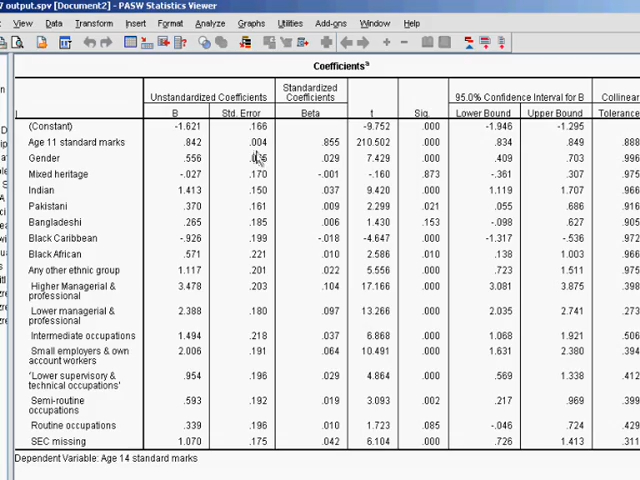 7 output.spv [Document2] - PASW Statistics Viewer
View Data Transform Insert Format Analyze Graphs Utilities Add-ons Window Help
Coefficientsa
Unstandardized Coefficients Standardized Coefficients 95.0% Confidence Interval for B Collinear
B Std. Error Beta t Sig. Lower Bound Upper Bound Tolerance
(Constant) -1.621 .166 -9.752 .000 -1.946 -1.295
Age 11 standard marks .842 .004 .855 210.502 .000 .834 .849 .888
Gender .556 .029 7.429 .000 .409 .703 .996
Mixed heritage -.027 .170 -.001 -.160 .873 -.361 .307 .975
Indian 1.413 .150 .037 9.420 .000 1.119 1.707 .966
Pakistani .370 .161 .009 2.299 .021 .055 .686 .916
Bangladeshi .265 .185 .006 1.430 .153 -.098 .627 .905
Black Caribbean -.926 .199 -.018 -4.647 .000 -1.317 -.536 .972
Black African .571 .221 .010 2.586 .010 .138 1.003 .966
Any other ethnic group 1.117 .201 .022 5.556 .000 .723 1.511 .975
Higher Managerial & professional 3.478 .203 .104 17.166 .000 3.081 3.875 .398
Lower managerial & professional 2.388 .180 .097 13.266 .000 2.035 2.741 .273
Intermediate occupations 1.494 .218 .037 6.868 .000 1.068 1.921 .506
Small employers & own account workers 2.006 .191 .064 10.491 .000 1.631 2.380 .394
'Lower supervisory & technical occupations' .954 .196 .029 4.864 .000 .569 1.338 .412
Semi-routine occupations .593 .192 .019 3.093 .002 .217 .969 .399
Routine occupations .339 .196 .010 1.723 .085 -.046 .724 .429
SEC missing 1.070 .175 .042 6.104 .000 .726 1.413 .311
Dependent Variable: Age 14 standard marks